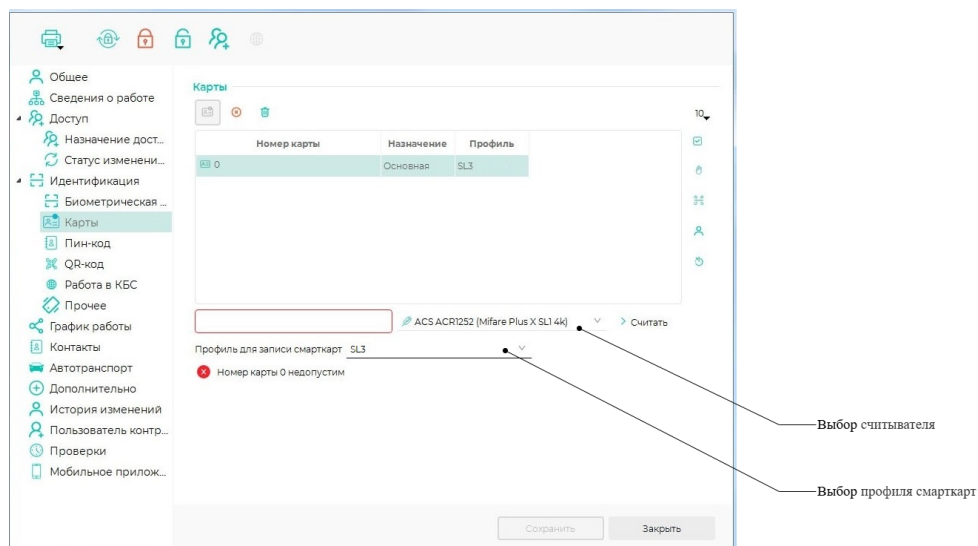 Общее
Сведения о работе
Доступ
Назначение дост...
Статус изменени...
Идентификация
Биометрическая ...
Карты
Пин-код
QR-код
Работа в КБС
Прочее
График работы
Контакты
Автотранспорт
Дополнительно
История изменений
Пользователь контр...
Проверки
Мобильное прилож...
Карты
10
Номер карты Назначение Профиль
0 Основная SL3
ACS ACR1252 (Mifare Plus X SL1 4k) Считать
Профиль для записи смарткарт SL3
Номер карты 0 недопустим
Выбор считывателя
Выбор профиля смарткарт
Сохранить Закрыть